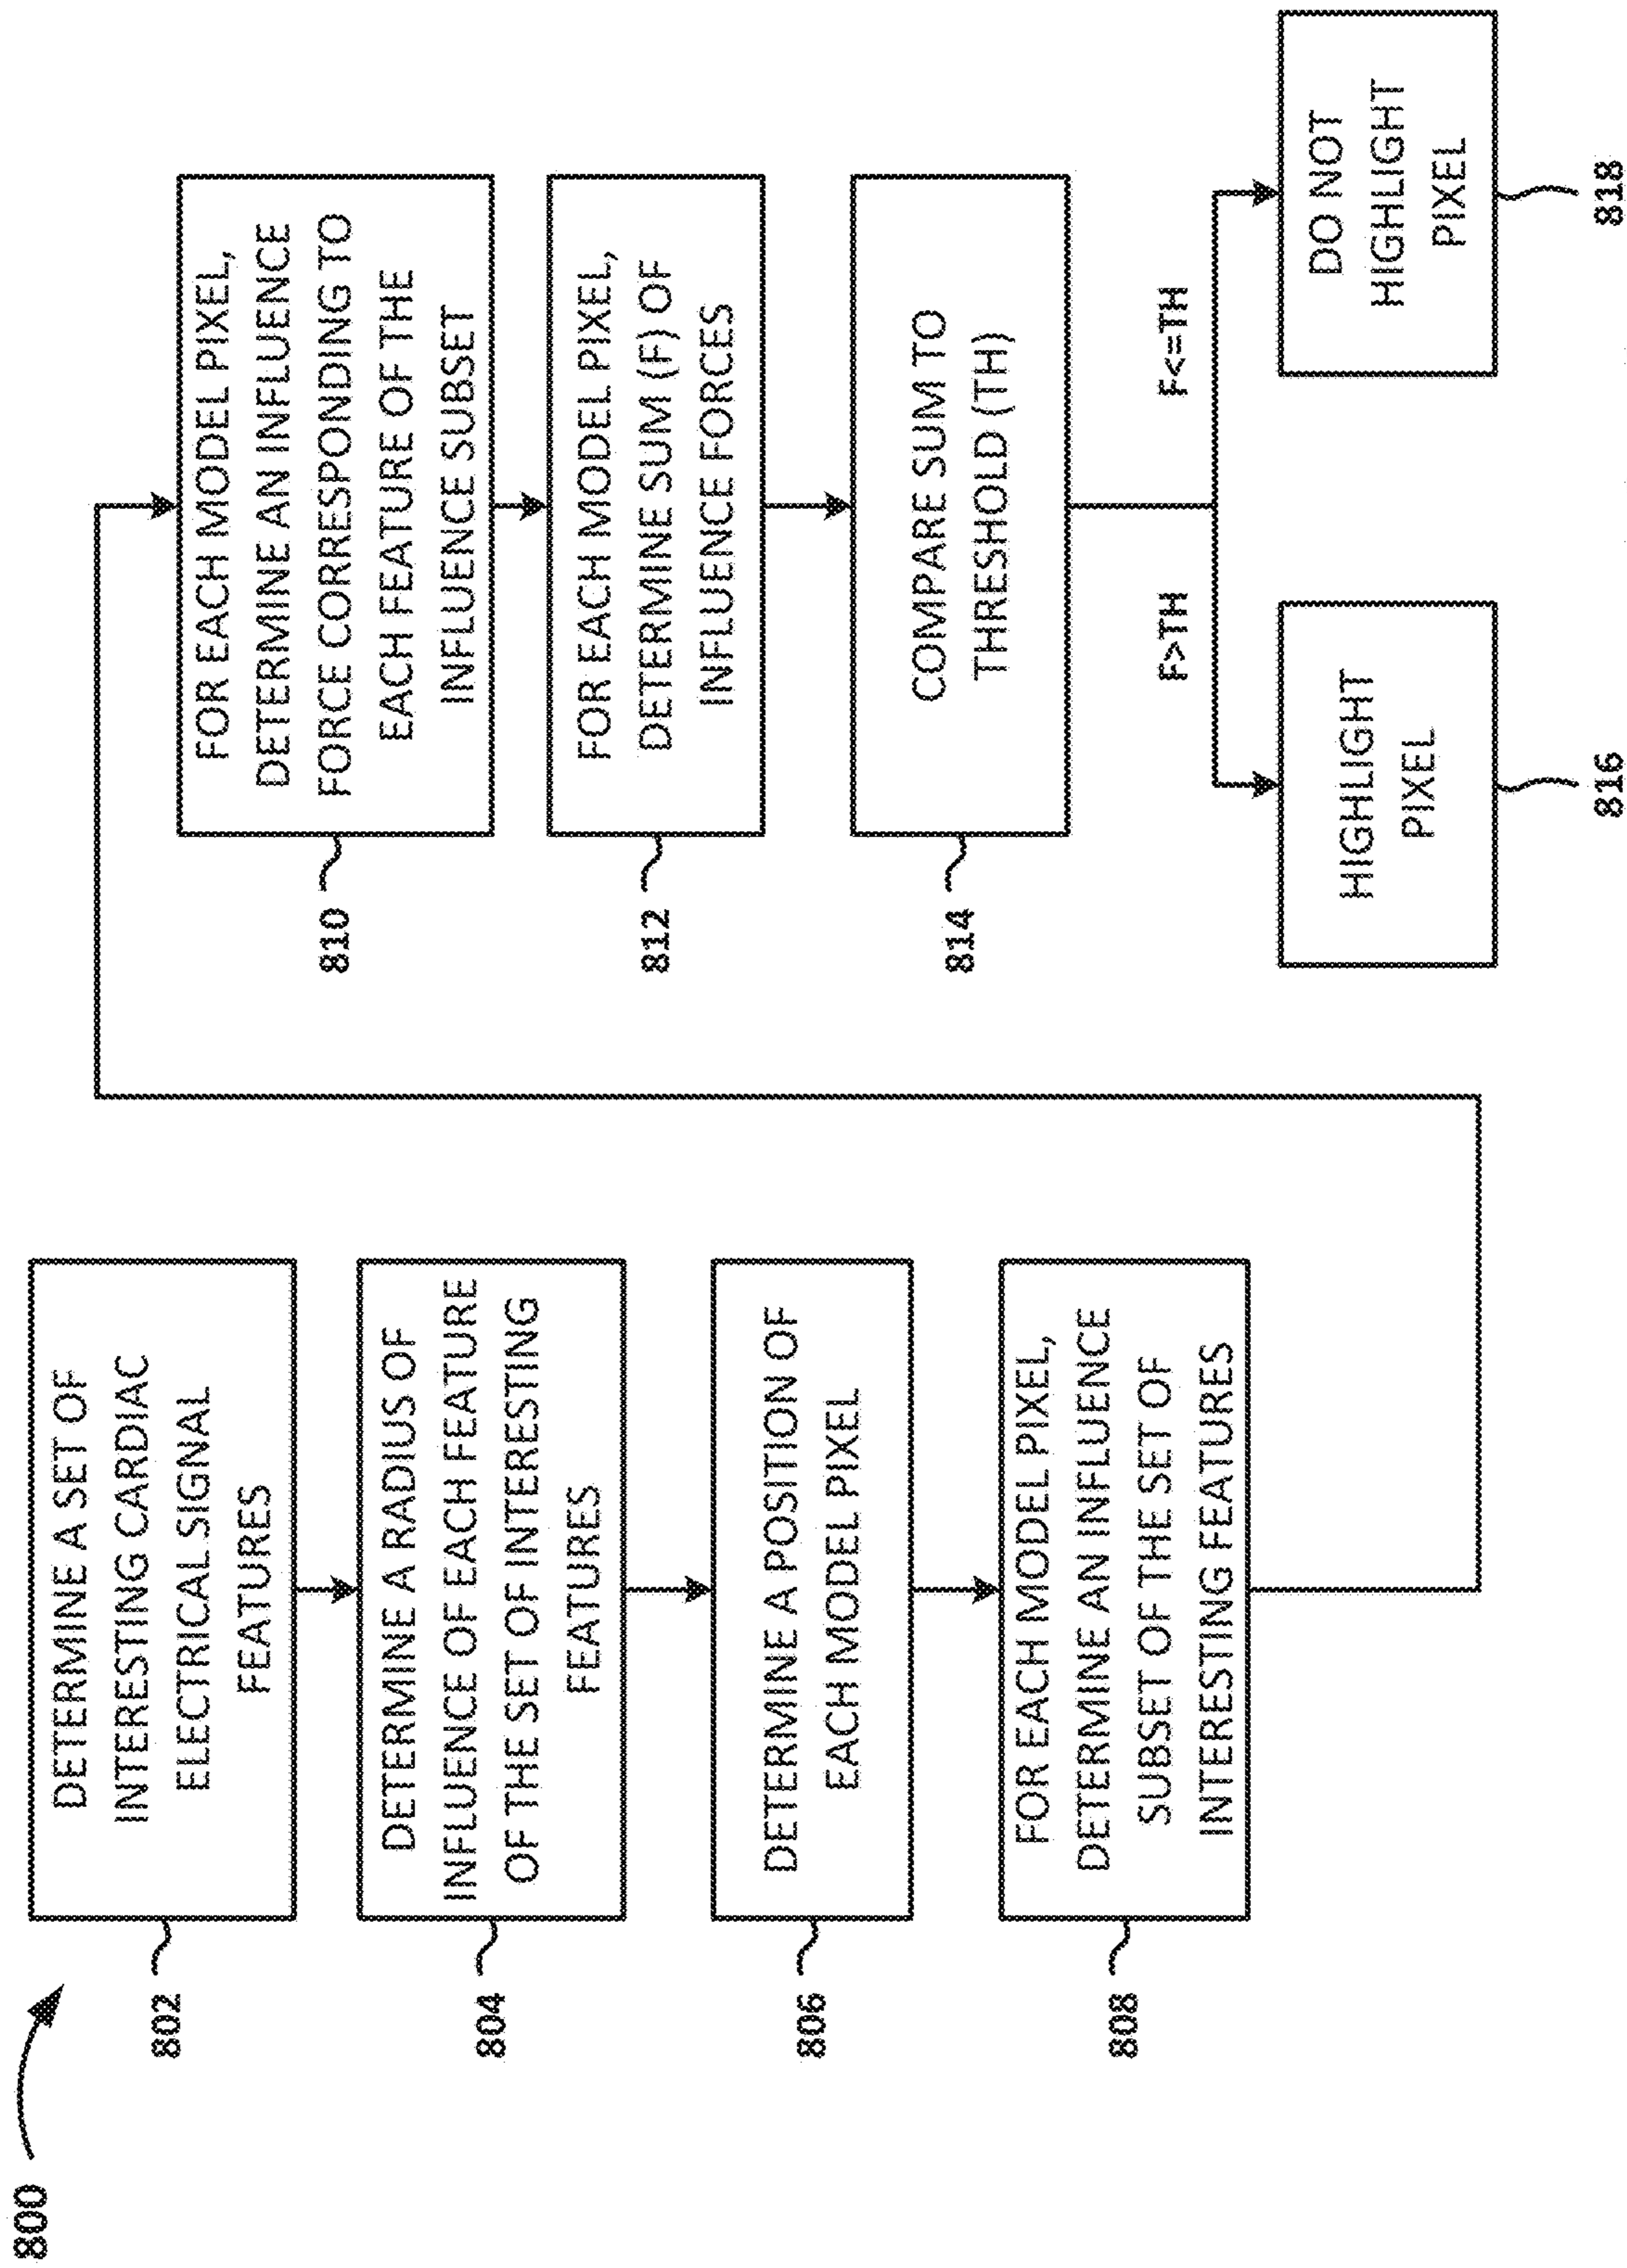 800
802
DETERMINE A SET OF
INTERESTING CARDIAC
ELECTRICAL SIGNAL
FEATURES
804
DETERMINE A RADIUS OF
INFLUENCE OF EACH FEATURE
OF THE SET OF INTERESTING
FEATURES
806
DETERMINE A POSITION OF
EACH MODEL PIXEL
808
FOR EACH MODEL PIXEL,
DETERMINE AN INFLUENCE
SUBSET OF THE SET OF
INTERESTING FEATURES
810
FOR EACH MODEL PIXEL,
DETERMINE AN INFLUENCE
FORCE CORRESPONDING TO
EACH FEATURE OF THE
INFLUENCE SUBSET
812
FOR EACH MODEL PIXEL,
DETERMINE SUM (F) OF
INFLUENCE FORCES
814
COMPARE SUM TO
THRESHOLD (TH)
F>TH
F<=TH
HIGHLIGHT
PIXEL
816
DO NOT
HIGHLIGHT
PIXEL
818